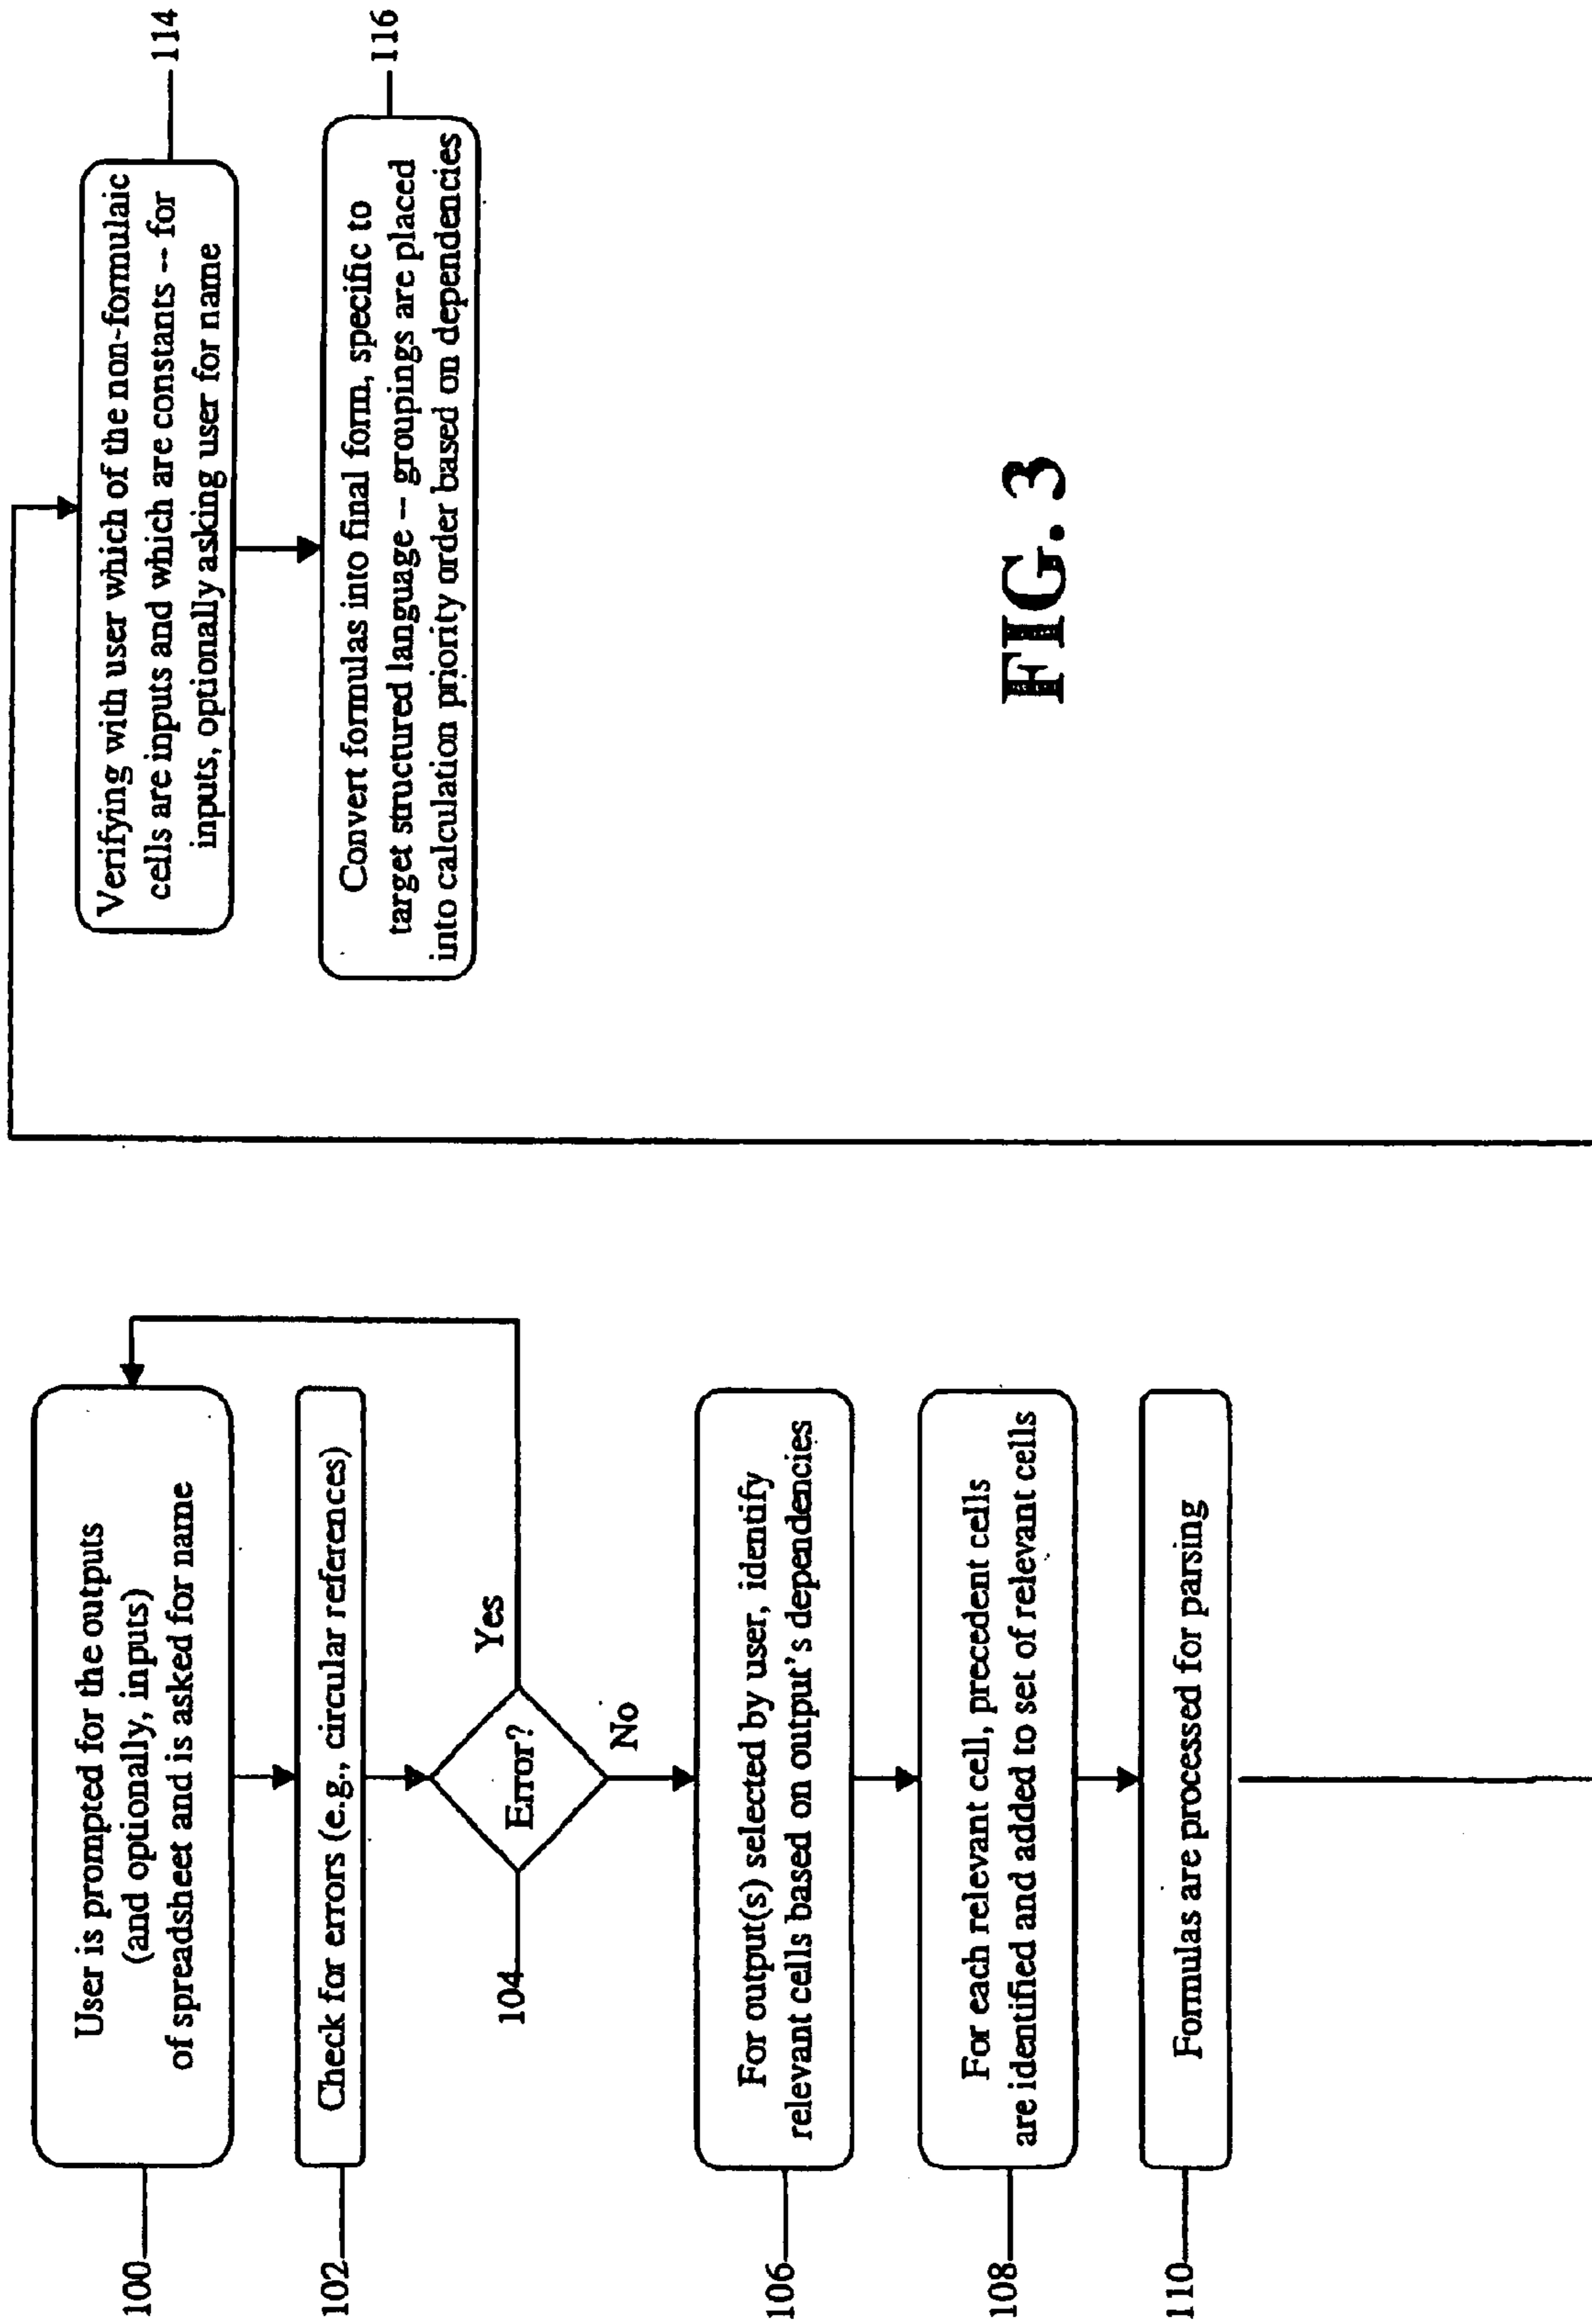 100
User is prompted for the outputs
(and optionally, inputs)
of spreadsheet and is asked for name
102
Check for errors (e.g., circular references)
104
Error?
Yes
No
106
For output(s) selected by user, identify
relevant cells based on output's dependencies
108
For each relevant cell, precedent cells
are identified and added to set of relevant cells
110
Formulas are processed for parsing
Verifying with user which of the non-formulaic
cells are inputs and which are constants -- for
inputs, optionally asking user for name
114
Convert formulas into final form, specific to
target structured language -- groupings are placed
into calculation priority order based on dependencies
116
FIG. 3